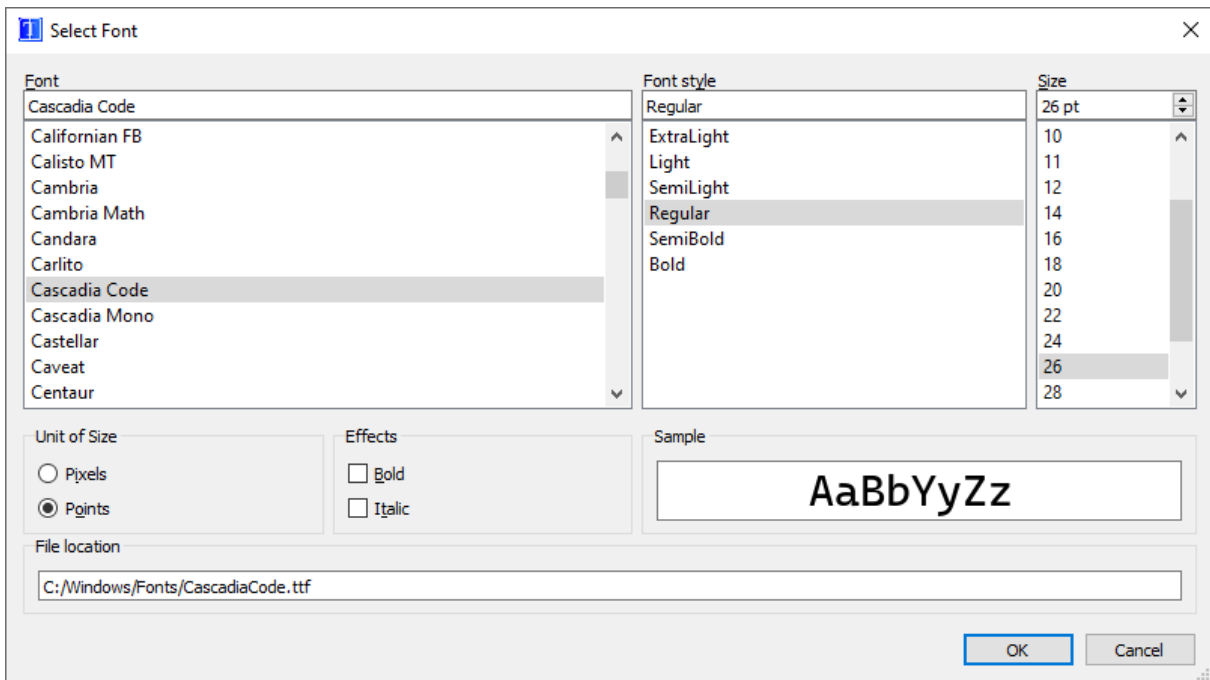 Select Font
Font
Cascadia Code
Californian FB
Calisto MT
Cambria
Cambria Math
Candara
Carlito
Cascadia Code
Cascadia Mono
Castellar
Caveat
Centaur
Font style
Regular
ExtraLight
Light
SemiLight
Regular
SemiBold
Bold
Size
26 pt
10
11
12
14
16
18
20
22
24
26
28
Unit of Size
Pixels
Points
Effects
Bold
Italic
Sample
AaBbYyZz
File location
C:/Windows/Fonts/CascadiaCode.ttf
OK
Cancel